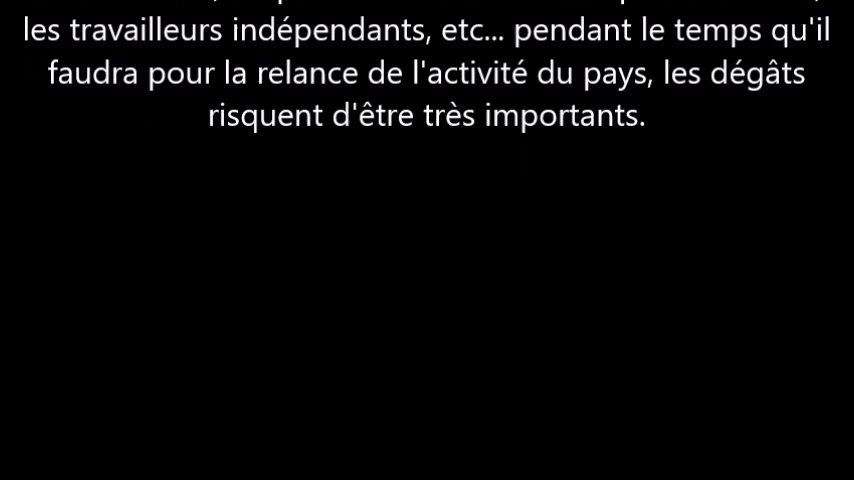 les travailleurs indépendants, etc... pendant le temps qu'il
faudra pour la relance de l'activité du pays, les dégâts
risquent d'être très importants.